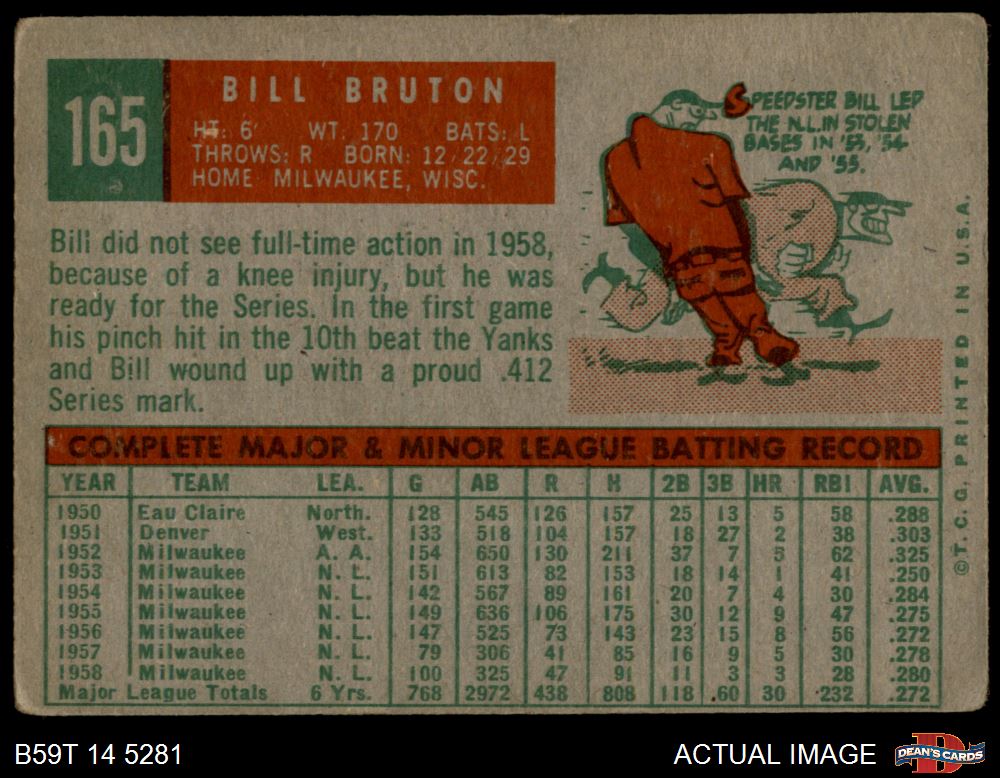 165
BILL BRUTON
HT: 6' WT. 170 BATS: L
THROWS: R BORN: 12/22/29
HOME MILWAUKEE, WISC.
SPEEDSTER BILL LED
THE N.L. IN STOLEN
BASES IN '53, '54
AND '55.
Bill did not see full-time action in 1958,
because of a knee injury, but he was
ready for the Series. In the first game
his pinch hit in the 10th beat the Yanks
and Bill wound up with a proud .412
Series mark.
COMPLETE MAJOR & MINOR LEAGUE BATTING RECORD
YEAR TEAM LEA. G AB R H 2B 3B HR RBI AVG.
1950 Eau Claire North. 128 545 126 157 25 13 5 58 .288
1951 Denver West. 133 518 104 157 18 27 2 38 .303
1952 Milwaukee A. A. 154 650 130 211 37 7 5 62 .325
1953 Milwaukee N. L. 151 613 82 153 18 14 1 41 .250
1954 Milwaukee N. L. 142 567 89 161 20 7 4 30 .284
1955 Milwaukee N. L. 149 636 106 175 30 12 9 47 .275
1956 Milwaukee N. L. 147 525 73 143 23 15 8 56 .272
1957 Milwaukee N. L. 79 306 41 85 16 9 5 30 .278
1958 Milwaukee N. L. 100 325 47 91 11 3 3 28 .280
Major League Totals 6 Yrs. 768 2972 438 808 118 .60 30 .232 .272
©T. C. G. PRINTED IN U.S.A.
B59T 14 5281
ACTUAL IMAGE
DEAN'S CARDS